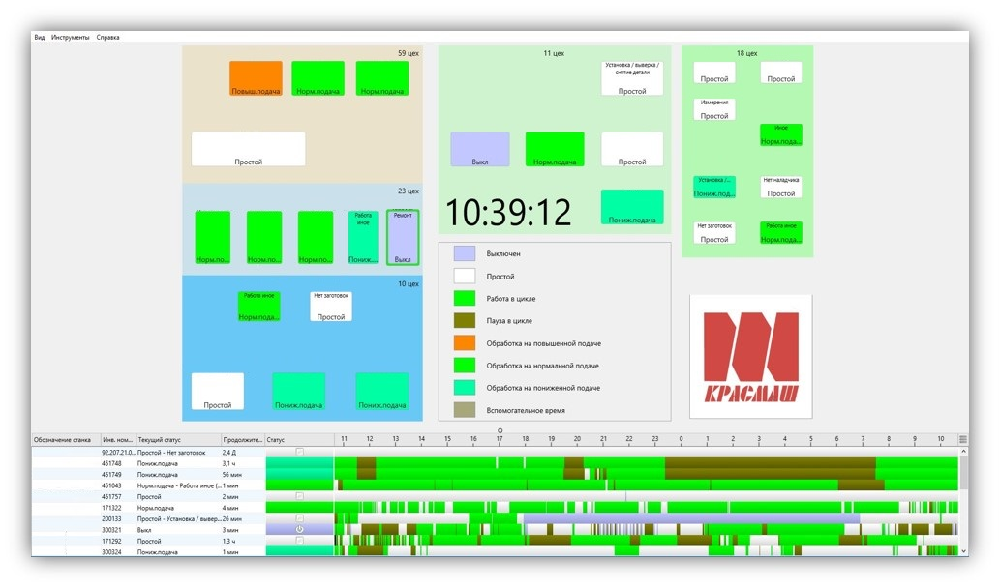 Вид Инструменты Справка
59 цех
Повыш.подача Норм.подача Норм.подача
Простой
23 цех
Работа иное
Ремонт
Норм.по... Норм.по... Норм.по... Пониж.... Выкл
10 цех
Работа иное Нет заготовок
Норм.пода... Простой
Простой Пониж.подача Пониж.подача
11 цех
Установка / выверка /
снятие детали
Простой
Выкл Норм.подача Простой
10:39:12
Пониж.подача
Выключен
Простой
Работа в цикле
Пауза в цикле
Обработка на повышенной подаче
Обработка на нормальной подаче
Обработка на пониженной подаче
Вспомогательное время
18 цех
Простой Простой
Измерения
Простой
Иное
Норм.пода...
Установка /... Нет наладчика
Пониж.под... Простой
Нет заготовок Работа иное
Простой Норм.пода...
КРАСМАШ
Обозначение станка Инв. ном... Текущий статус Продолжите... Статус 11 12 13 14 15 16 17 18 19 20 21 22 23 0 1 2 3 4 5 6 7 8 9 10
92.207.21.0... Простой - Нет заготовок 2,4 Д
451748 Пониж.подача 3,1 ч
451749 Пониж.подача 56 мин
451043 Норм.подача - Работа иное (... 1 мин
451757 Простой 2 мин
171322 Норм.подача 4 мин
200133 Простой - Установка / вывер... 26 мин
300321 Выкл 3 мин
171292 Простой 1,3 ч
300324 Пониж.подача 1 мин